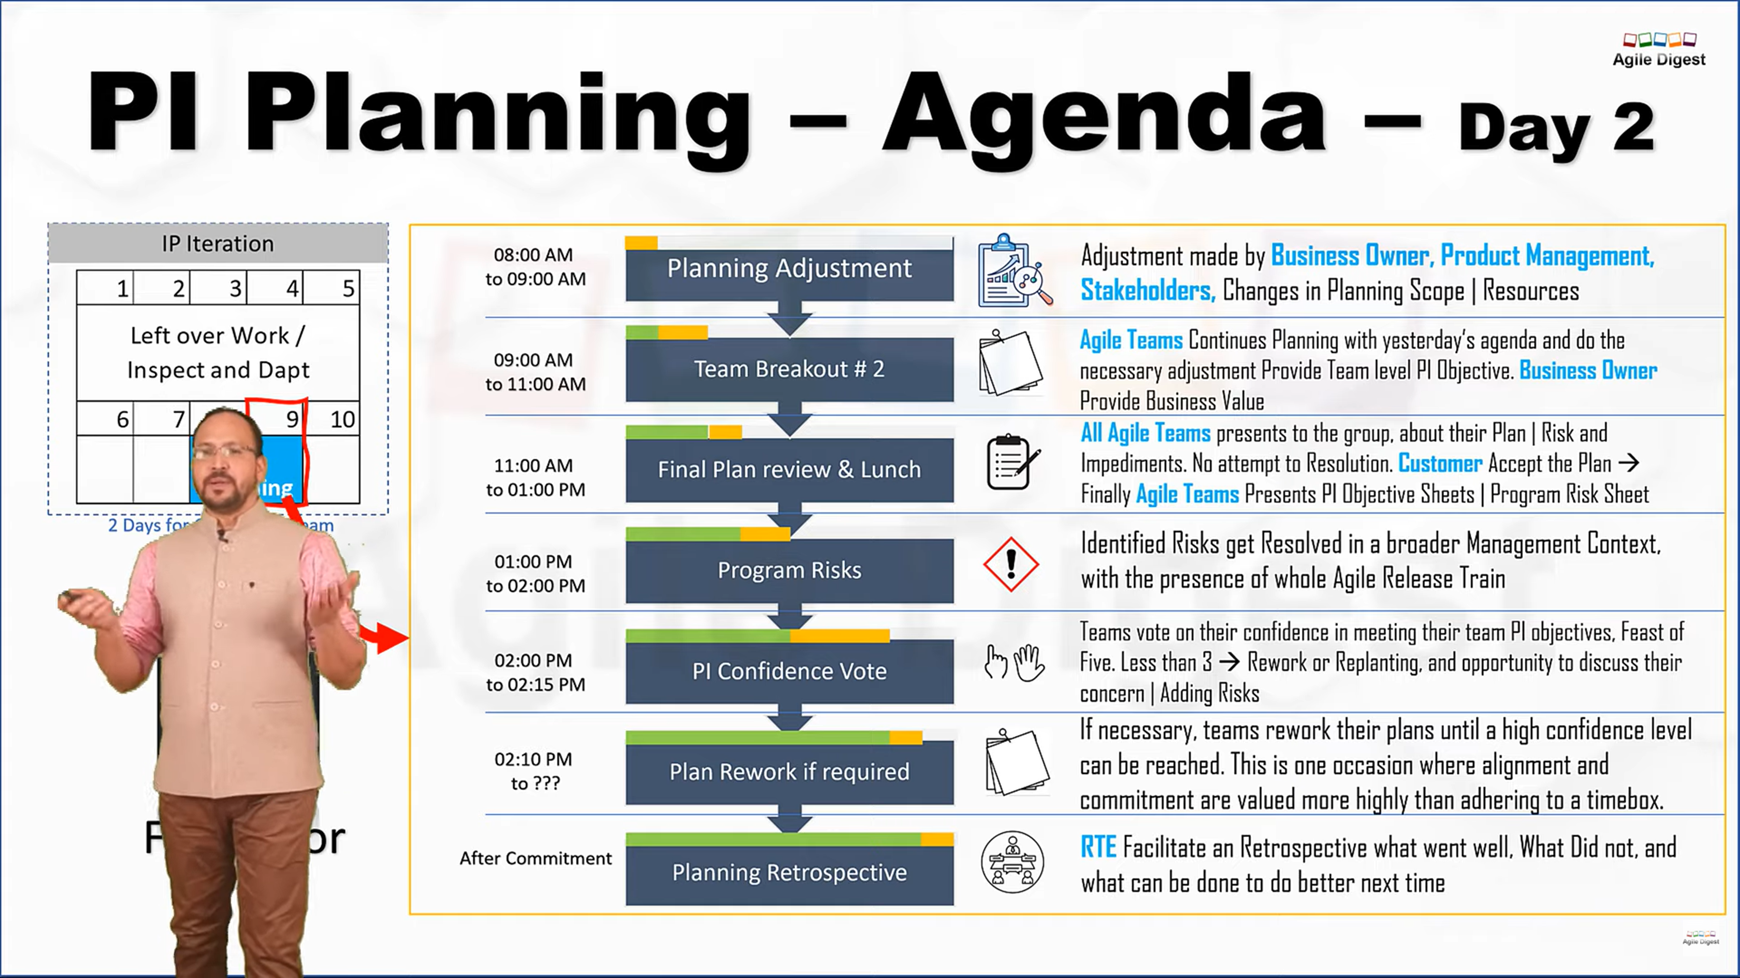 Agile Digest
PI Planning – Agenda – Day 2
IP Iteration
1 2 3 4 5
Left over Work /
Inspect and Dapt
6 7 9 10
2 Days for
08:00 AM
to 09:00 AM
Planning Adjustment
Adjustment made by Business Owner, Product Management,
Stakeholders, Changes in Planning Scope | Resources
09:00 AM
to 11:00 AM
Team Breakout # 2
Agile Teams Continues Planning with yesterday's agenda and do the
necessary adjustment Provide Team level PI Objective. Business Owner
Provide Business Value
11:00 AM
to 01:00 PM
Final Plan review & Lunch
All Agile Teams presents to the group, about their Plan | Risk and
Impediments. No attempt to Resolution. Customer Accept the Plan →
Finally Agile Teams Presents PI Objective Sheets | Program Risk Sheet
01:00 PM
to 02:00 PM
Program Risks
Identified Risks get Resolved in a broader Management Context,
with the presence of whole Agile Release Train
02:00 PM
to 02:15 PM
PI Confidence Vote
Teams vote on their confidence in meeting their team PI objectives, Feast of
Five. Less than 3 → Rework or Replanting, and opportunity to discuss their
concern | Adding Risks
02:10 PM
to ???
Plan Rework if required
If necessary, teams rework their plans until a high confidence level
can be reached. This is one occasion where alignment and
commitment are valued more highly than adhering to a timebox.
After Commitment
Planning Retrospective
RTE Facilitate an Retrospective what went well, What Did not, and
what can be done to do better next time
Agile Digest